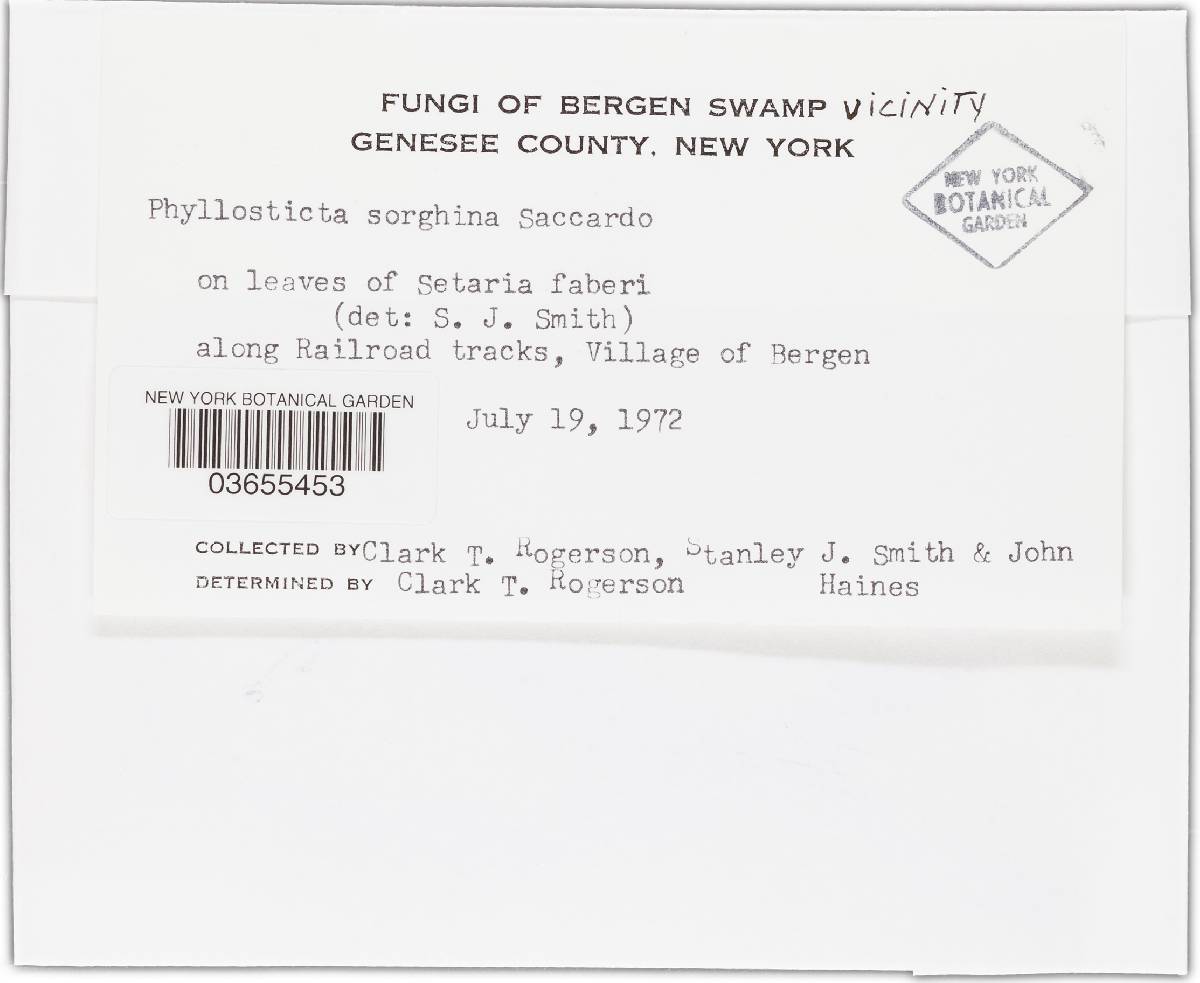 FUNGI OF BERGEN SWAMP ViCiNiTY
GENESEE COUNTY, NEW YORK
NEW YORK
BOTANICAL
GARDEN
Phyllosticta sorghina Saccardo
on leaves of Setaria faberi
(det: S. J. Smith)
along Railroad tracks, Village of Bergen
NEW YORK BOTANICAL GARDEN
03655453
July 19, 1972
COLLECTED BY Clark T. Rogerson, Stanley J. Smith & John
DETERMINED BY Clark T. Rogerson Haines